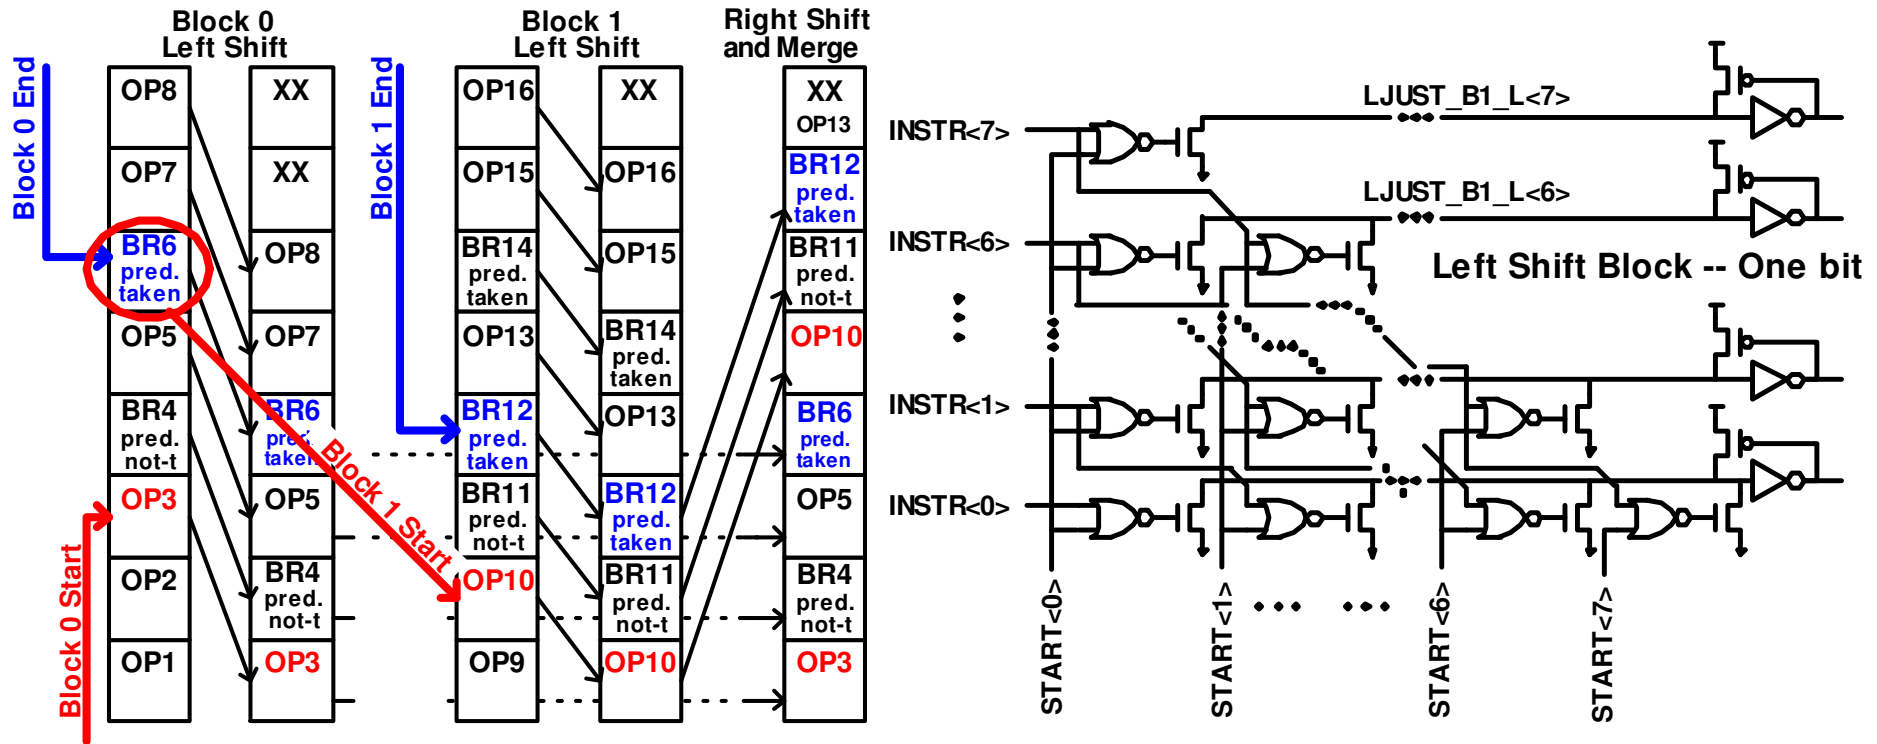 Block 0
Left Shift
Block 1
Left Shift
Right Shift
and Merge
Block 0 End
Block 0 Start
OP8
OP7
BR6
pred.
taken
OP5
BR4
pred.
not-t
OP3
OP2
OP1
XX
XX
OP8
OP7
BR6
pred.
taken
OP5
BR4
pred.
not-t
OP3
Block 1 Start
Block 1 End
OP16
OP15
BR14
pred.
taken
OP13
BR12
pred.
taken
BR11
pred.
not-t
OP10
OP9
XX
OP16
OP15
BR14
pred.
taken
OP13
BR12
pred.
taken
BR11
pred.
not-t
OP10
XX
OP13
BR12
pred.
taken
BR11
pred.
not-t
OP10
BR6
pred.
taken
OP5
BR4
pred.
not-t
OP3
INSTR<7>
INSTR<6>
INSTR<1>
INSTR<0>
LJUST_B1_L<7>
LJUST_B1_L<6>
Left Shift Block -- One bit
START<0>
START<1>
START<6>
START<7>